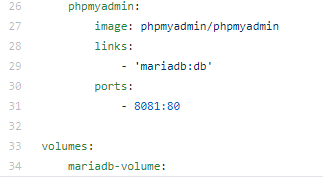 26 phpmyadmin:
27 image: phpmyadmin/phpmyadmin
28 links:
29 - 'mariadb:db'
30 ports:
31 - 8081:80
32
33 volumes:
34 mariadb-volume: